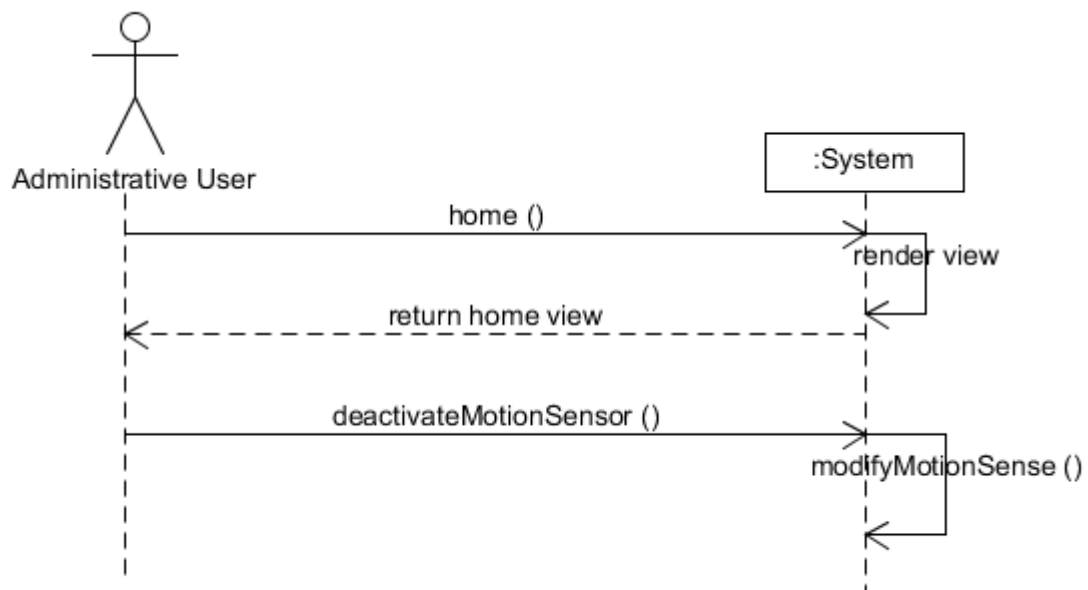 Administrative User
:System
home ()
render view
return home view
deactivateMotionSensor ()
modifyMotionSense ()